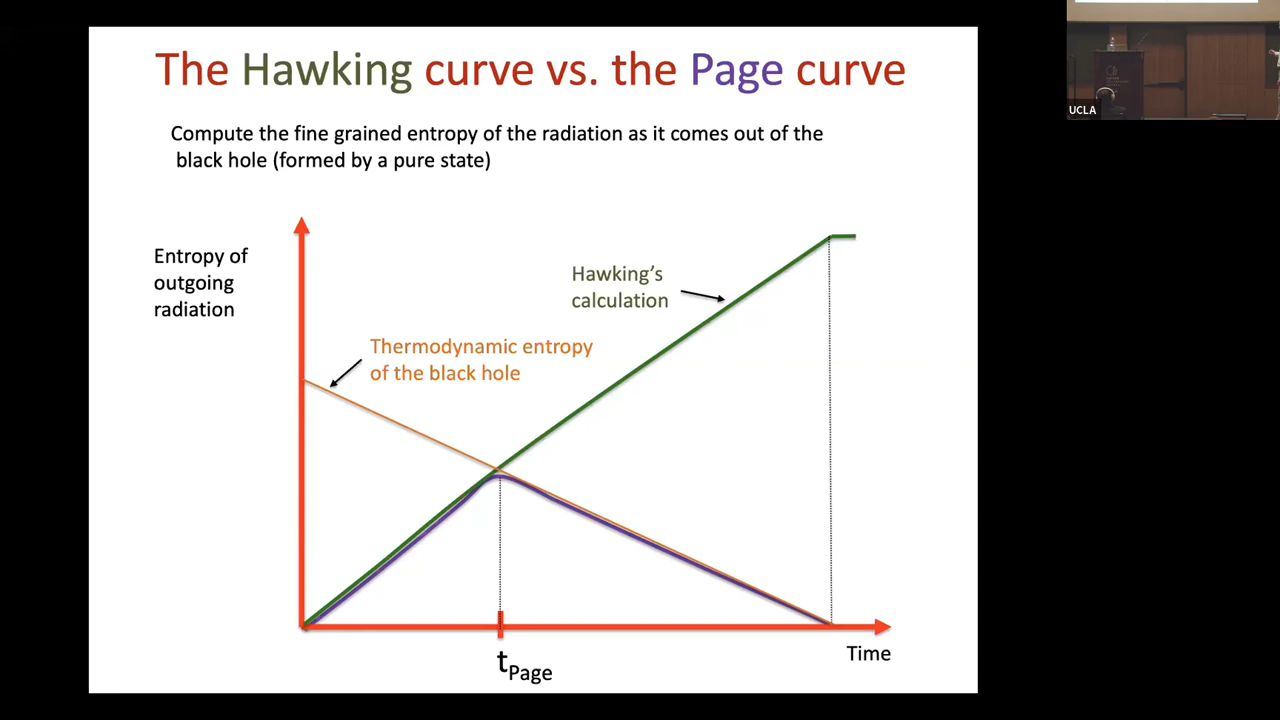 The Hawking curve vs. the Page curve
Compute the fine grained entropy of the radiation as it comes out of the
black hole (formed by a pure state)
Entropy of
outgoing
radiation
Hawking's
calculation
Thermodynamic entropy
of the black hole
Time
tPage
UCLA